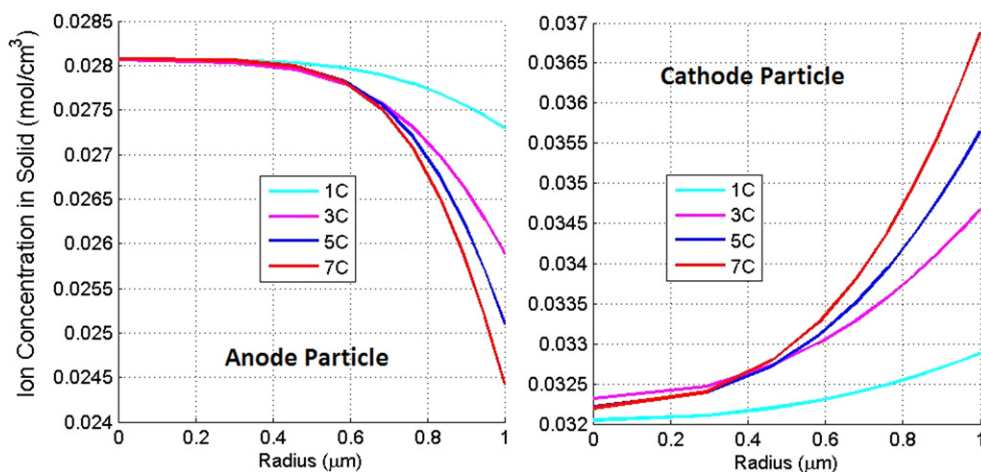 Ion Concentration in Solid (mol/cm³)
0.0285
0.028
0.0275
0.027
0.0265
0.026
0.0255
0.025
0.0245
0.024
1C
3C
5C
7C
Anode Particle
0 0.2 0.4 0.6 0.8 1
Radius (μm)
0.037
0.0365
0.036
0.0355
0.035
0.0345
0.034
0.0335
0.033
0.0325
0.032
Cathode Particle
1C
3C
5C
7C
0 0.2 0.4 0.6 0.8 1
Radius (μm)